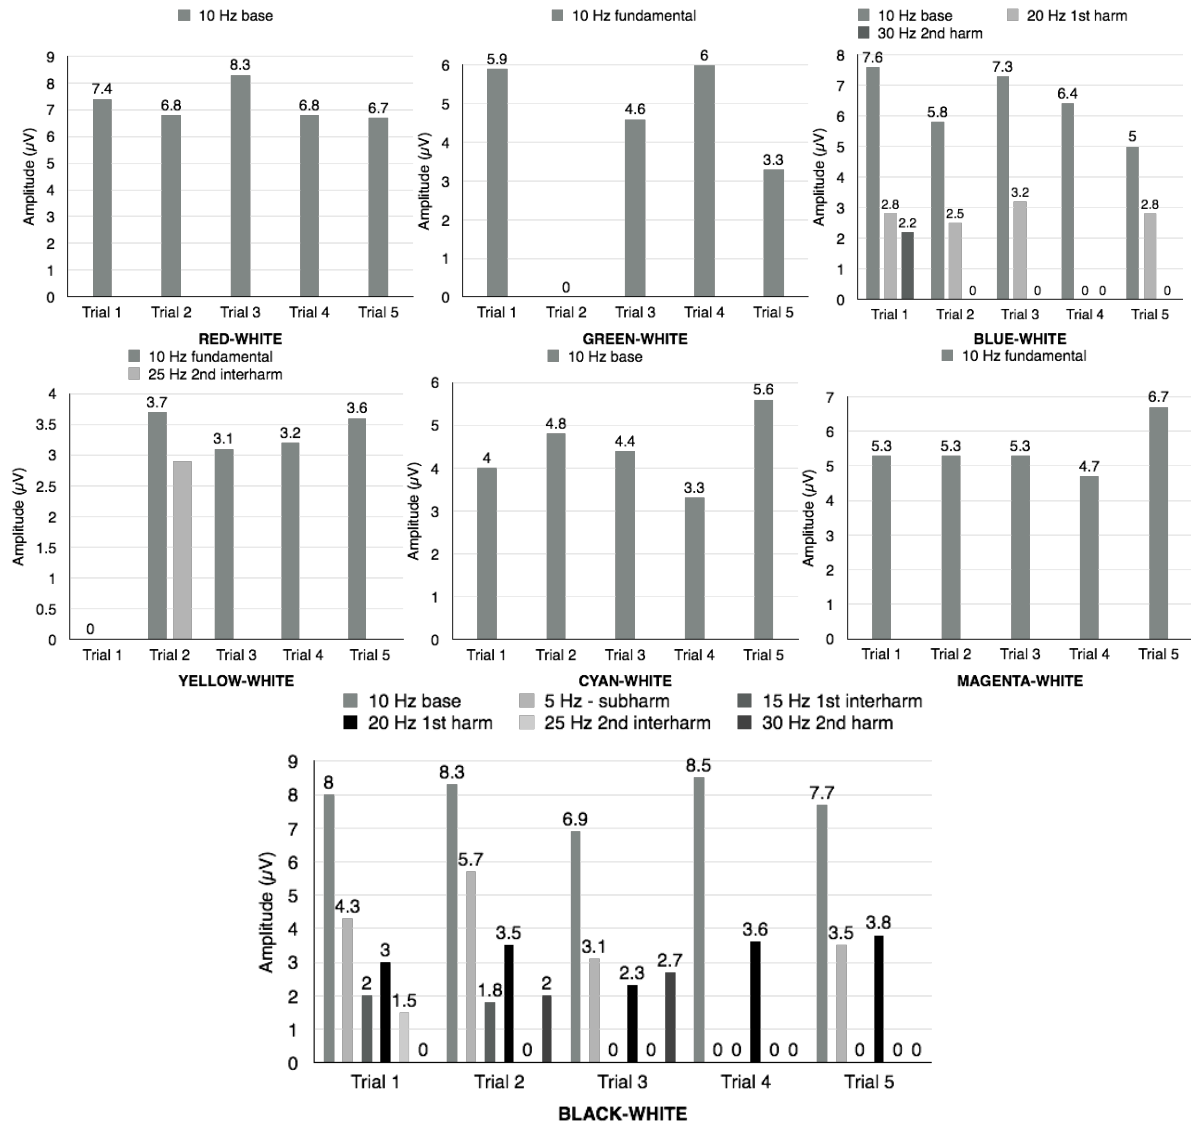 10 Hz base
9
8
7
6
5
4
3
2
1
0
Amplitude (µV)
7.4
6.8
8.3
6.8
6.7
Trial 1 Trial 2 Trial 3 Trial 4 Trial 5
RED-WHITE
10 Hz fundamental
6
5
4
3
2
1
0
Amplitude (µV)
5.9
0
4.6
6
3.3
Trial 1 Trial 2 Trial 3 Trial 4 Trial 5
GREEN-WHITE
10 Hz base 20 Hz 1st harm
30 Hz 2nd harm
8
7
6
5
4
3
2
1
0
Amplitude (µV)
7.6 2.8 2.2
5.8 2.5 0
7.3 3.2 0
6.4 0 0
5 2.8 0
Trial 1 Trial 2 Trial 3 Trial 4 Trial 5
BLUE-WHITE
10 Hz fundamental
25 Hz 2nd interharm
4
3.5
3
2.5
2
1.5
1
0.5
0
Amplitude (µV)
0
3.7
3.1
3.2
3.6
Trial 1 Trial 2 Trial 3 Trial 4 Trial 5
YELLOW-WHITE
10 Hz base
6
5
4
3
2
1
0
Amplitude (µV)
4
4.8
4.4
3.3
5.6
Trial 1 Trial 2 Trial 3 Trial 4 Trial 5
CYAN-WHITE
10 Hz fundamental
7
6
5
4
3
2
1
0
Amplitude (µV)
5.3
5.3
5.3
4.7
6.7
Trial 1 Trial 2 Trial 3 Trial 4 Trial 5
MAGENTA-WHITE
10 Hz base 5 Hz - subharm 15 Hz 1st interharm
20 Hz 1st harm 25 Hz 2nd interharm 30 Hz 2nd harm
9
8
7
6
5
4
3
2
1
0
Amplitude (µV)
8 4.3 2 3 1.5 0
8.3 5.7 1.8 3.5 0 2
6.9 3.1 0 2.3 0 2.7
8.5 0 0 3.6 0 0
7.7 3.5 0 3.8 0 0
Trial 1 Trial 2 Trial 3 Trial 4 Trial 5
BLACK-WHITE